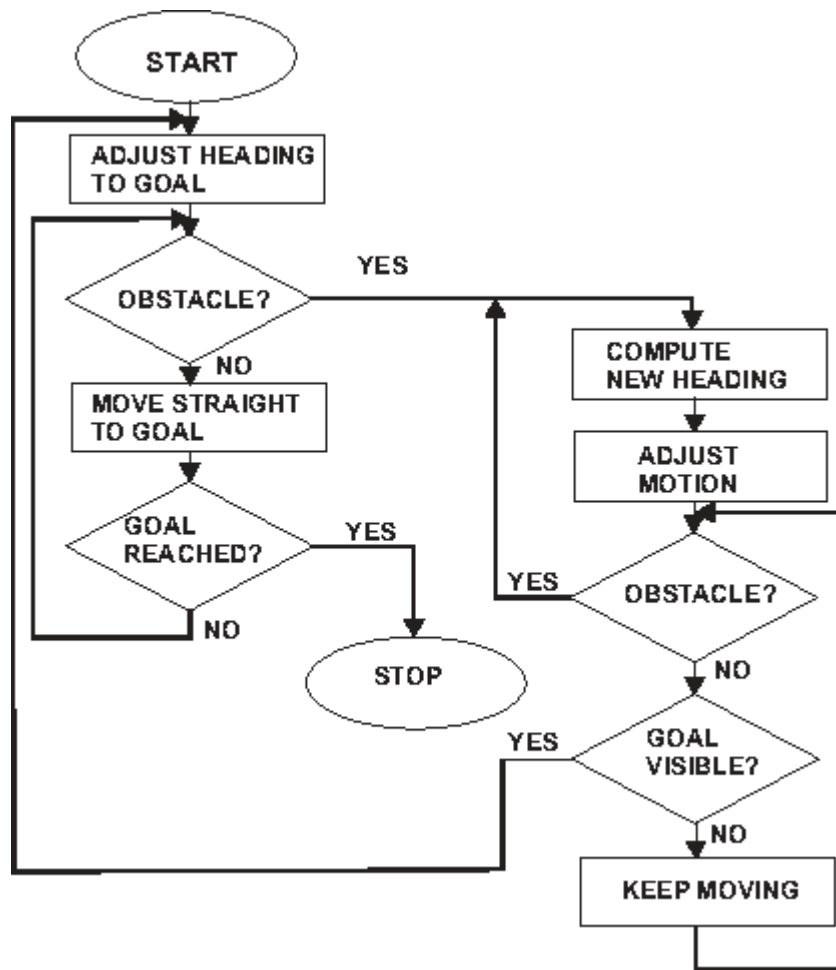 START
ADJUST HEADING
TO GOAL
OBSTACLE?
YES
NO
MOVE STRAIGHT
TO GOAL
GOAL
REACHED?
YES
NO
STOP
COMPUTE
NEW HEADING
ADJUST
MOTION
OBSTACLE?
YES
NO
GOAL
VISIBLE?
YES
NO
KEEP MOVING